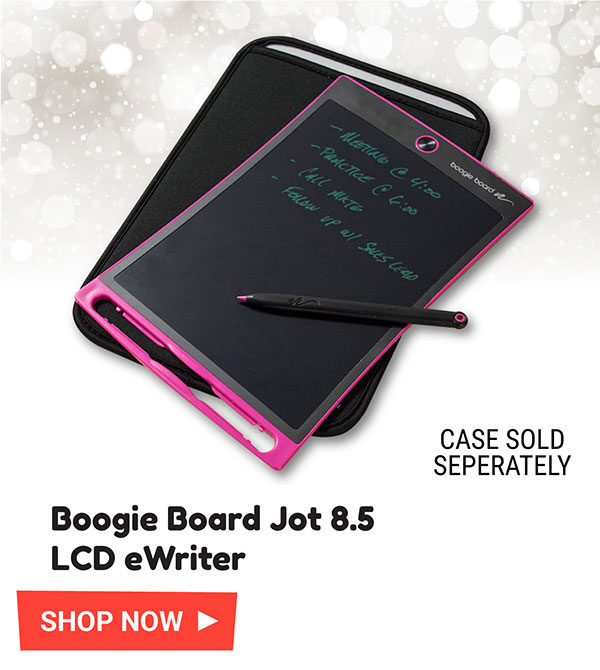 - MEETING @ 4:00
- PRACTICE @ 6:00
- CALL MKTG
- FOLLOW UP W/ SALES LEAD
boogie board
CASE SOLD
SEPERATELY
Boogie Board Jot 8.5
LCD eWriter
SHOP NOW